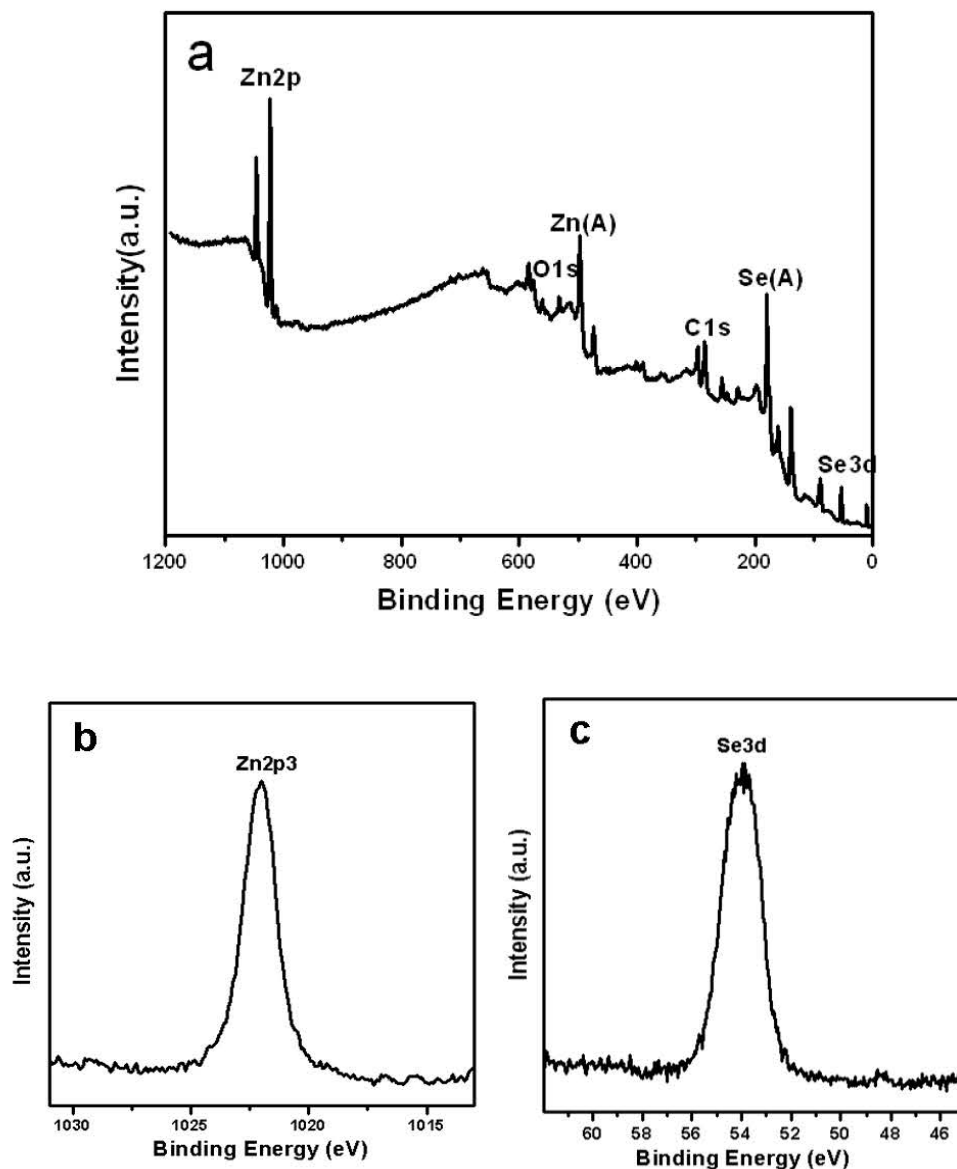 a
Zn2p
Zn(A)
O1s
Se(A)
C1s
Se3d
Intensity(a.u.)
1200 1000 800 600 400 200 0
Binding Energy (eV)
b
Zn2p3
Intensity (a.u.)
1030 1025 1020 1015
Binding Energy (eV)
c
Se3d
Intensity (a.u.)
60 58 56 54 52 50 48 46
Binding Energy (eV)